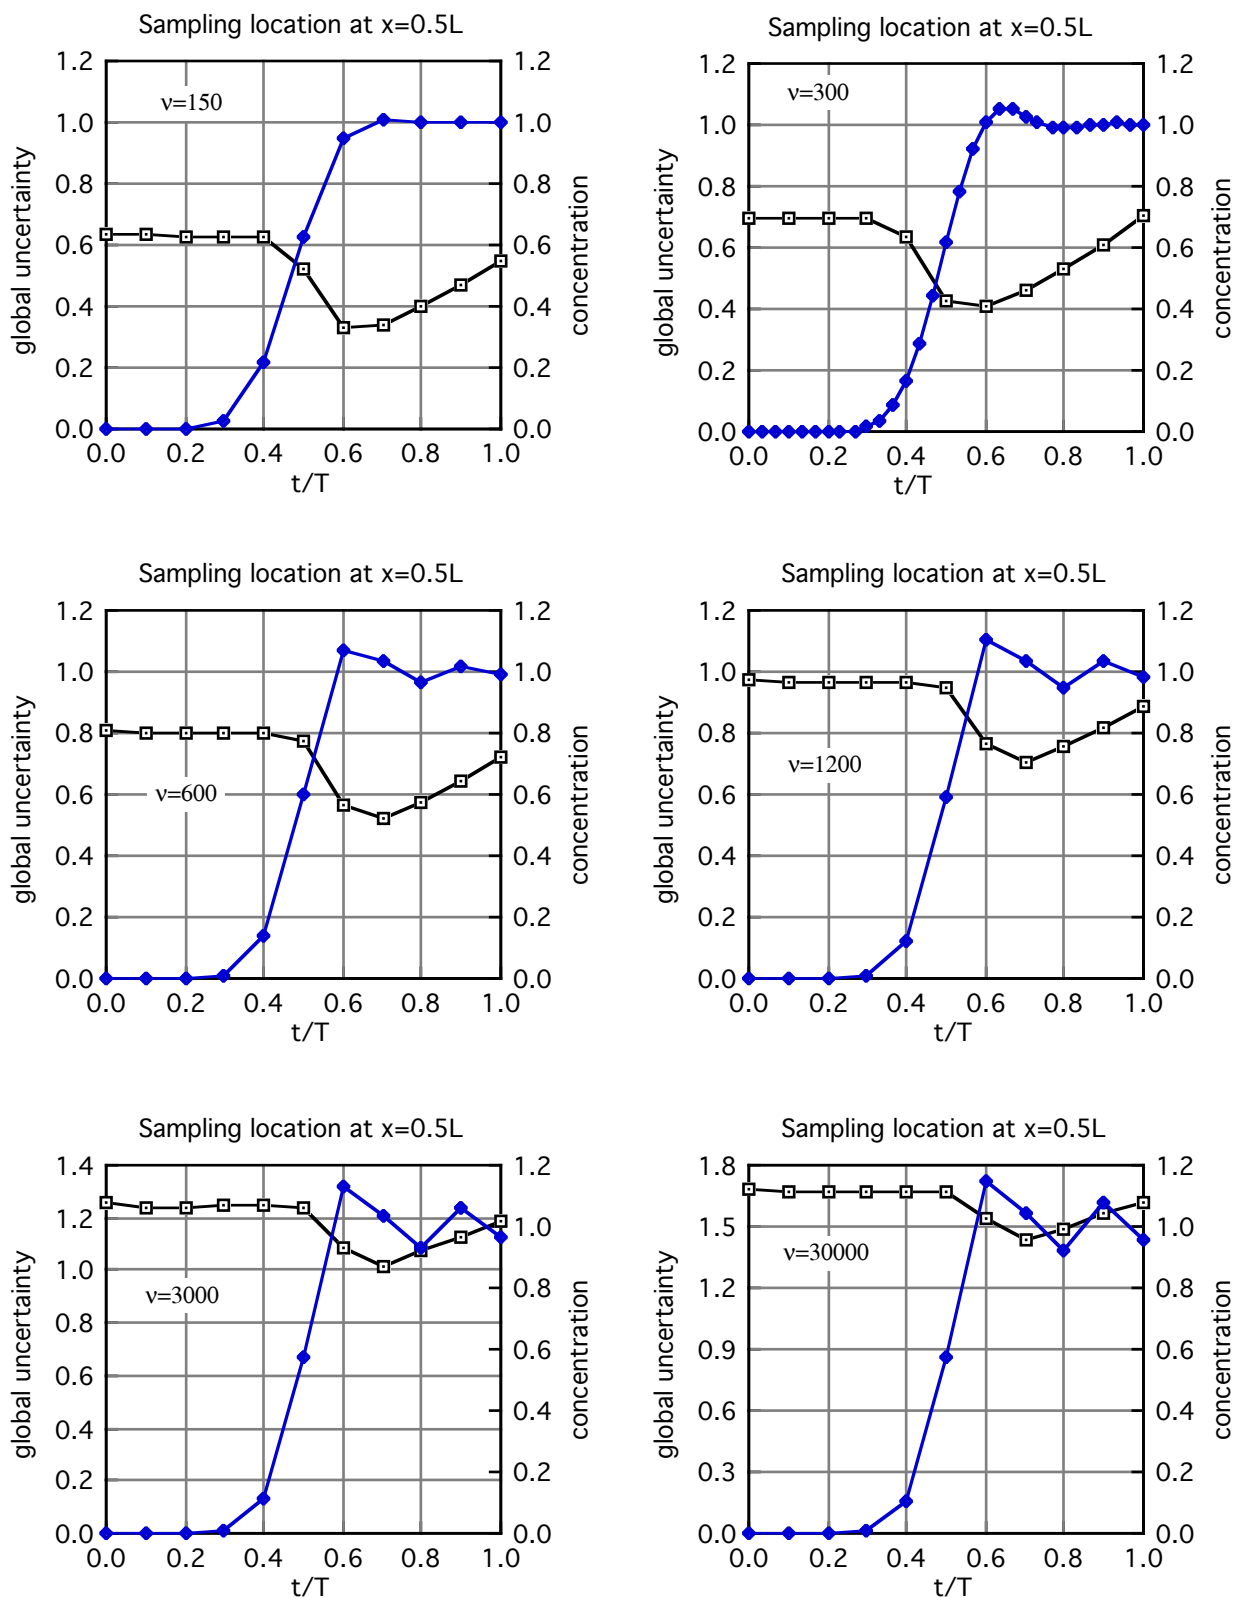 Sampling location at x=0.5L
1.2 1.2
ν=150
1.0 1.0
0.8 0.8
0.6 0.6
0.4 0.4
0.2 0.2
0.0 0.0
0.0 0.2 0.4 0.6 0.8 1.0
t/T
global uncertainty
concentration
Sampling location at x=0.5L
1.2 1.2
ν=300
1.0 1.0
0.8 0.8
0.6 0.6
0.4 0.4
0.2 0.2
0.0 0.0
0.0 0.2 0.4 0.6 0.8 1.0
t/T
global uncertainty
concentration
Sampling location at x=0.5L
1.2 1.2
1.0 1.0
0.8 0.8
ν=600
0.6 0.6
0.4 0.4
0.2 0.2
0.0 0.0
0.0 0.2 0.4 0.6 0.8 1.0
t/T
global uncertainty
concentration
Sampling location at x=0.5L
1.2 1.2
1.0 1.0
0.8 0.8
ν=1200
0.6 0.6
0.4 0.4
0.2 0.2
0.0 0.0
0.0 0.2 0.4 0.6 0.8 1.0
t/T
global uncertainty
concentration
Sampling location at x=0.5L
1.4 1.2
1.2 1.0
1.0 0.8
ν=3000
0.8 0.6
0.6 0.4
0.4 0.2
0.2 0.0
0.0
0.0 0.2 0.4 0.6 0.8 1.0
t/T
global uncertainty
concentration
Sampling location at x=0.5L
1.8 1.2
1.5 1.0
ν=30000
1.2 0.8
0.9 0.6
0.6 0.4
0.3 0.2
0.0 0.0
0.0 0.2 0.4 0.6 0.8 1.0
t/T
global uncertainty
concentration